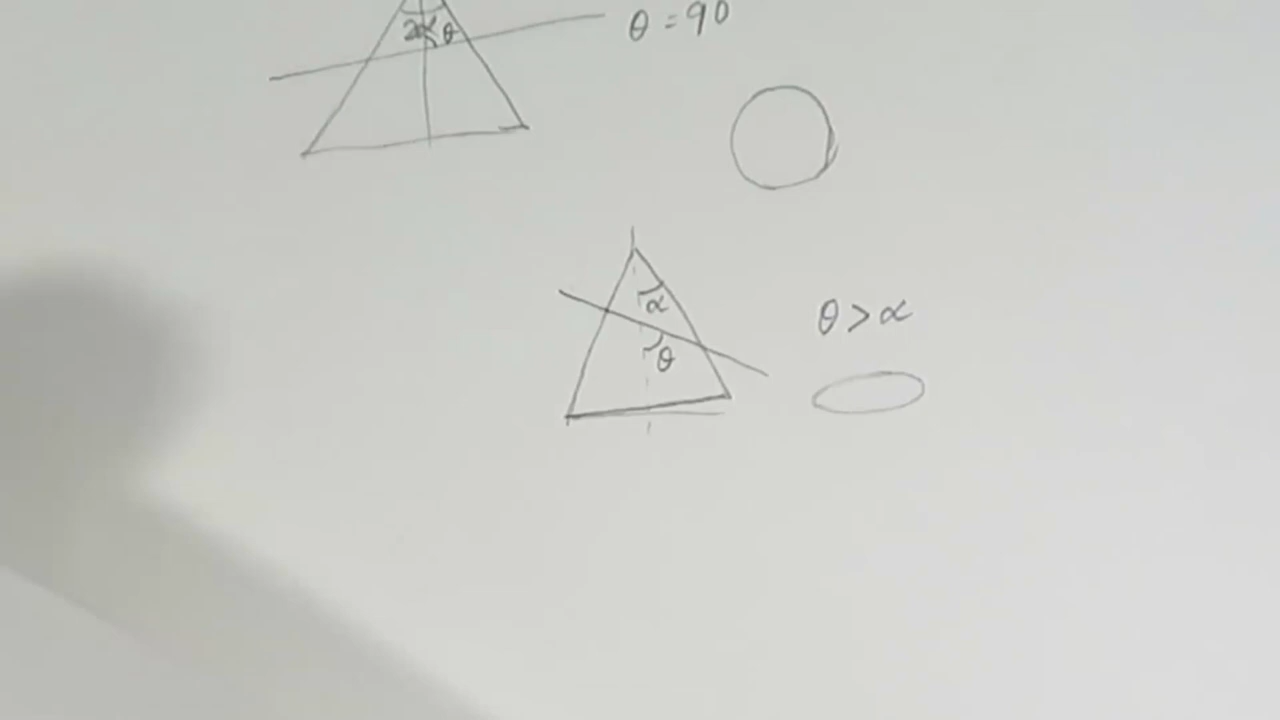 2α θ
θ = 90
α
θ
θ > α